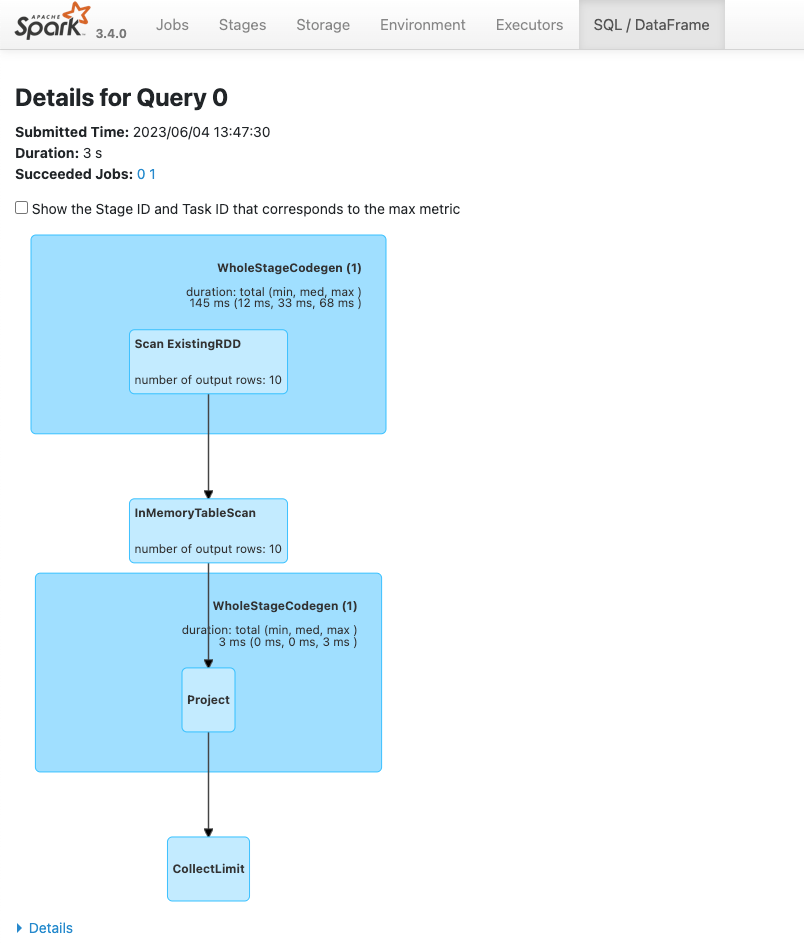 APACHE
Spark 3.4.0
Jobs Stages Storage Environment Executors SQL / DataFrame
Details for Query 0
Submitted Time: 2023/06/04 13:47:30
Duration: 3 s
Succeeded Jobs: 0 1
Show the Stage ID and Task ID that corresponds to the max metric
WholeStageCodegen (1)
duration: total (min, med, max )
145 ms (12 ms, 33 ms, 68 ms )
Scan ExistingRDD
number of output rows: 10
InMemoryTableScan
number of output rows: 10
WholeStageCodegen (1)
duration: total (min, med, max )
3 ms (0 ms, 0 ms, 3 ms )
Project
CollectLimit
Details